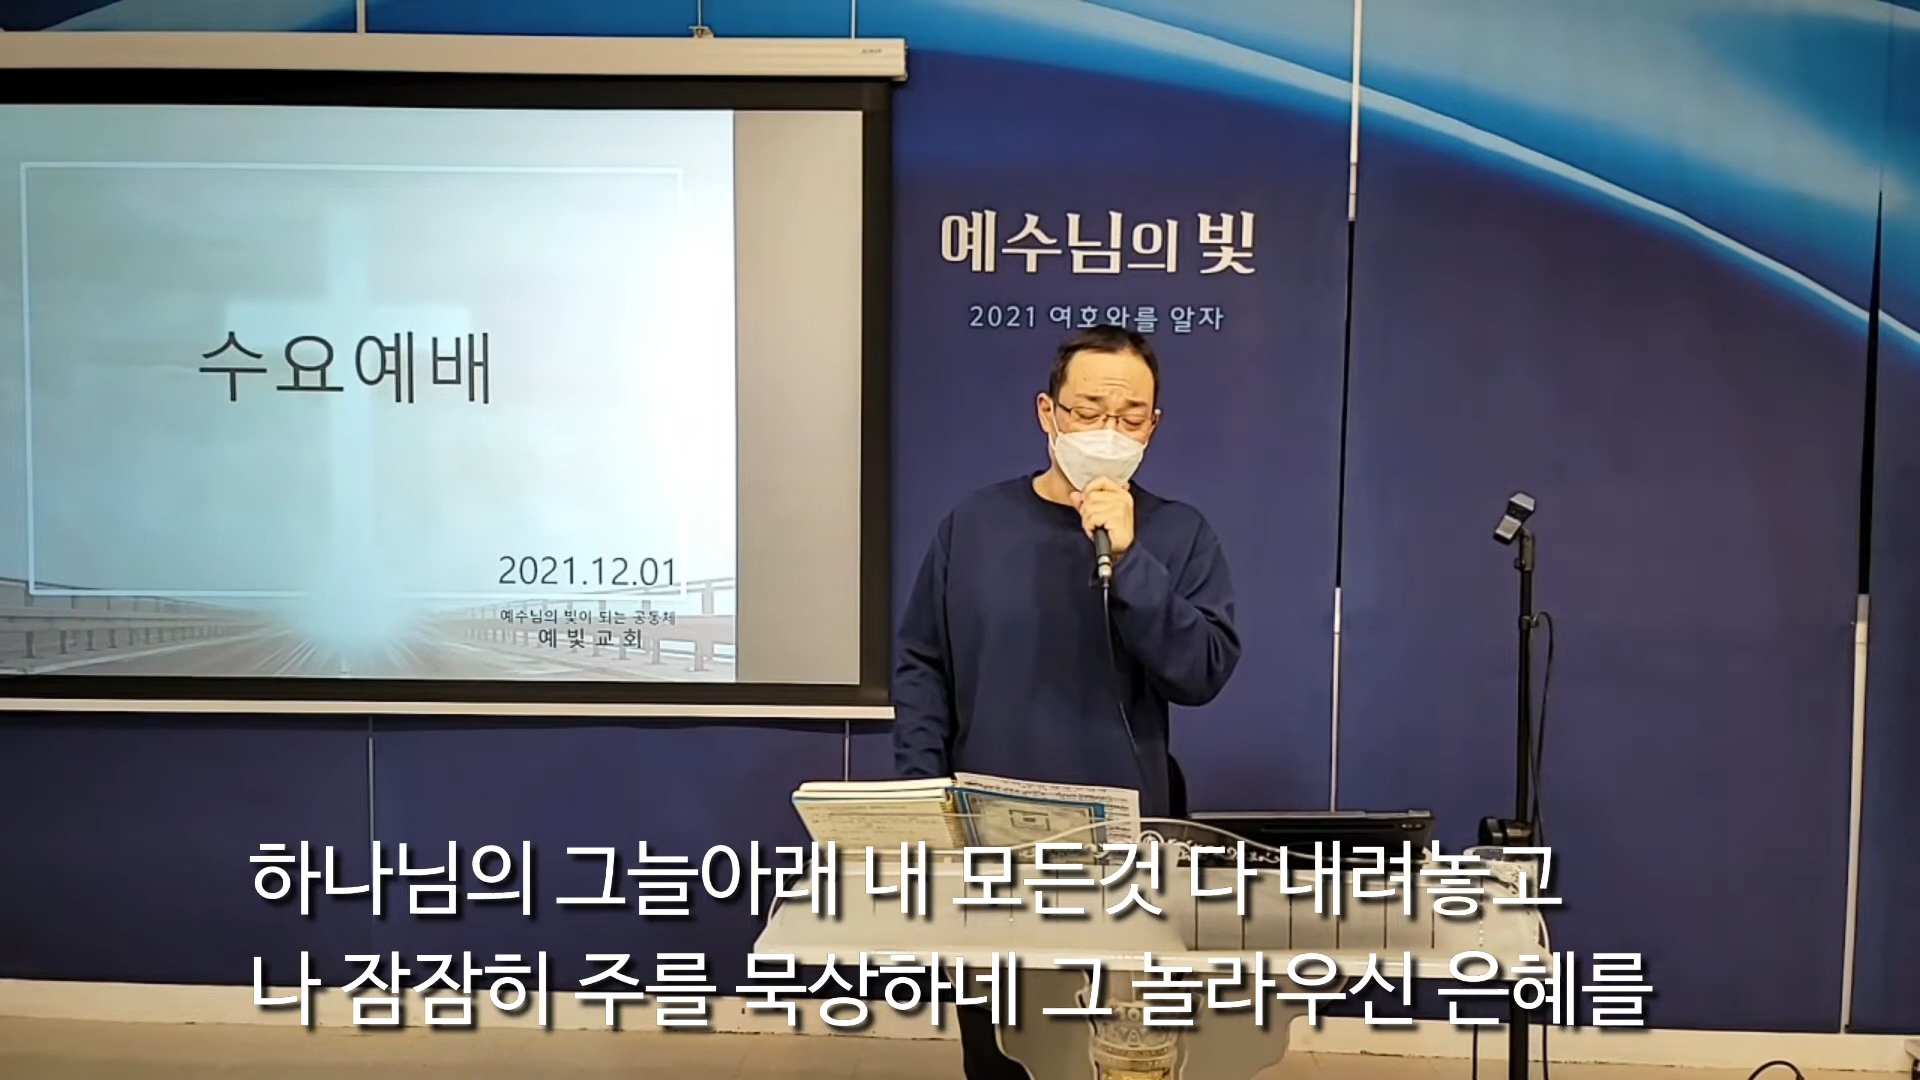 예수님의 빛
2021 여호와를 알자
수요예배
2021.12.01
예수님의 빛이 되는 공동체
예빛교회
하나님의 그늘아래 내 모든것 다 내려놓고
나 잠잠히 주를 묵상하네 그 놀라우신 은혜를